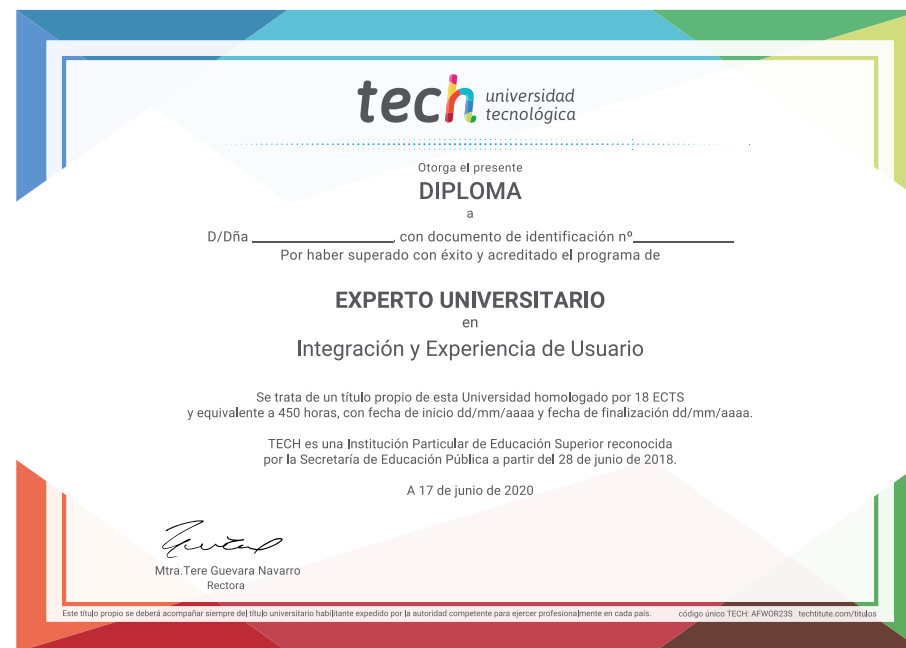 tech universidad
tecnológica
Otorga el presente
DIPLOMA
a
D/Dña ____________, con documento de identificación nº____________
Por haber superado con éxito y acreditado el programa de
EXPERTO UNIVERSITARIO
en
Integración y Experiencia de Usuario
Se trata de un título propio de esta Universidad homologado por 18 ECTS
y equivalente a 450 horas, con fecha de inicio dd/mm/aaaa y fecha de finalización dd/mm/aaaa.
TECH es una Institución Particular de Educación Superior reconocida
por la Secretaría de Educación Pública a partir del 28 de junio de 2018.
A 17 de junio de 2020
Mtra.Tere Guevara Navarro
Rectora
Este título propio se deberá acompañar siempre del título universitario habilitante expedido por la autoridad competente para ejercer profesionalmente en cada país. código único TECH: AFWOR23S techtitute.com/titulos